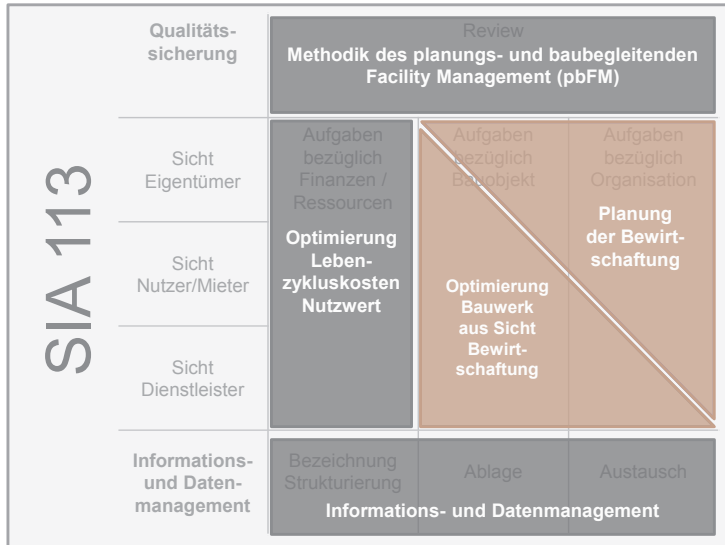 SIA 113
Qualitäts-
sicherung
Review
Methodik des planungs- und baubegleitenden
Facility Management (pbFM)
Sicht
Eigentümer
Aufgaben
bezüglich
Finanzen /
Ressourcen
Aufgaben
bezüglich
Bauobjekt
Aufgaben
bezüglich
Organisation
Sicht
Nutzer/Mieter
Optimierung
Leben-
zykluskosten
Nutzwert
Optimierung
Bauwerk
aus Sicht
Bewirt-
schaftung
Planung
der Bewirt-
schaftung
Sicht
Dienstleister
Informations-
und Daten-
management
Bezeichnung
Strukturierung
Ablage
Austausch
Informations- und Datenmanagement